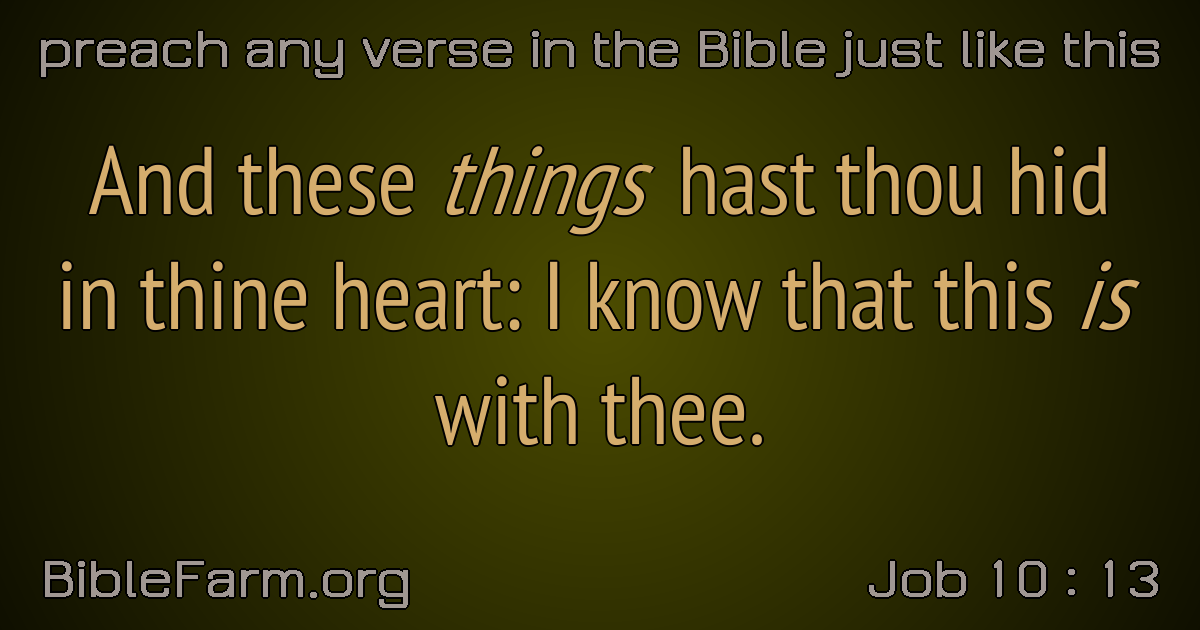 preach any verse in the Bible just like this
And these things hast thou hid
in thine heart: I know that this is
with thee.
BibleFarm.org
Job 10 : 13